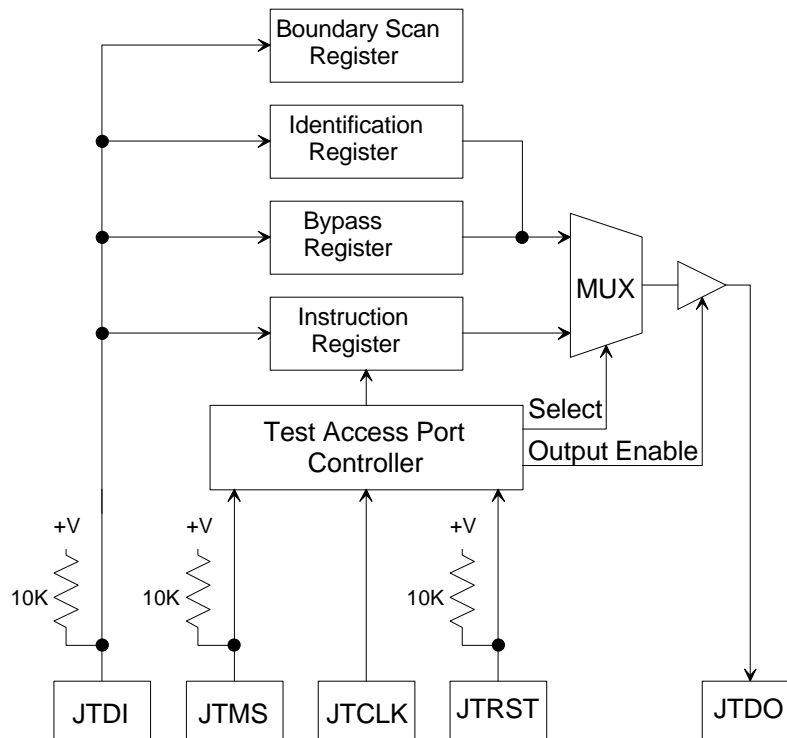 Boundary Scan
Register
Identification
Register
Bypass
Register
MUX
Instruction
Register
Select
Test Access Port
Controller
Output Enable
+V
+V
+V
10K
10K
10K
JTDI
JTMS
JTCLK
JTRST
JTDO